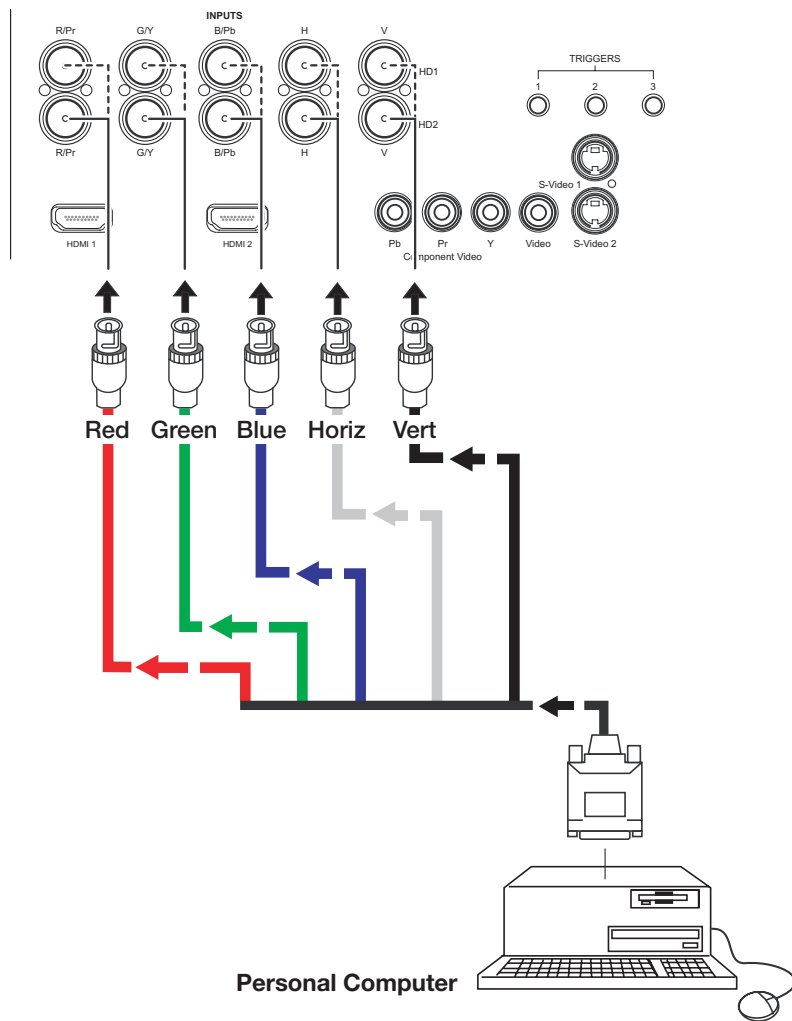 INPUTS
R/Pr G/Y B/Pb H V
TRIGGERS
HD1
1 2 3
HD2
R/Pr G/Y B/Pb H V
S-Video 1
HDMI 1 HDMI 2 Pb Pr Y Video S-Video 2
Component Video
Red Green Blue Horiz Vert
Personal Computer